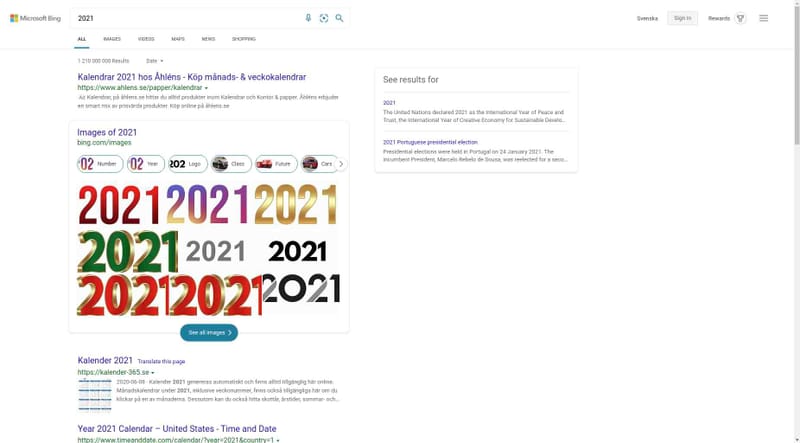 Microsoft Bing
2021
Svenska
Sign in
Rewards
ALL
IMAGES
VIDEOS
MAPS
NEWS
SHOPPING
1 210 000 000 Results
Date
Kalendrar 2021 hos Åhléns - Köp månads- & veckokalendrar
https://www.ahlens.se/papper/kalendrar
Ad Kalendrar, på åhlens.se hittar du alltid produkter inom Kalendrar och Kontor & papper. Åhléns erbjuder
en smart mix av prisvärda produkter. Köp online på åhlens.se
Images of 2021
bing.com/images
Number
Year
Logo
Class
Future
Cars
2021
2021
2021
2021
2021
2021
2021
2021
2021
See all images
Kalender 2021
Translate this page
https://kalender-365.se
2020-06-08 · Kalender 2021 genereras automatiskt och finns alltid tillgänglig här online.
Månadskalendrar under 2021, inklusive veckonummer, finns också tillgängliga här om du
klickar på en av månaderna. Dessutom kan du också hitta skottår, årstider, sommar- och...
Year 2021 Calendar – United States - Time and Date
https://www.timeanddate.com/calendar/?year=2021&country=1
See results for
2021
The United Nations declared 2021 as the International Year of Peace and
Trust, the International Year of Creative Economy for Sustainable Develo...
2021 Portuguese presidential election
Presidential elections were held in Portugal on 24 January 2021. The
incumbent President, Marcelo Rebelo de Sousa, was reelected for a seco...